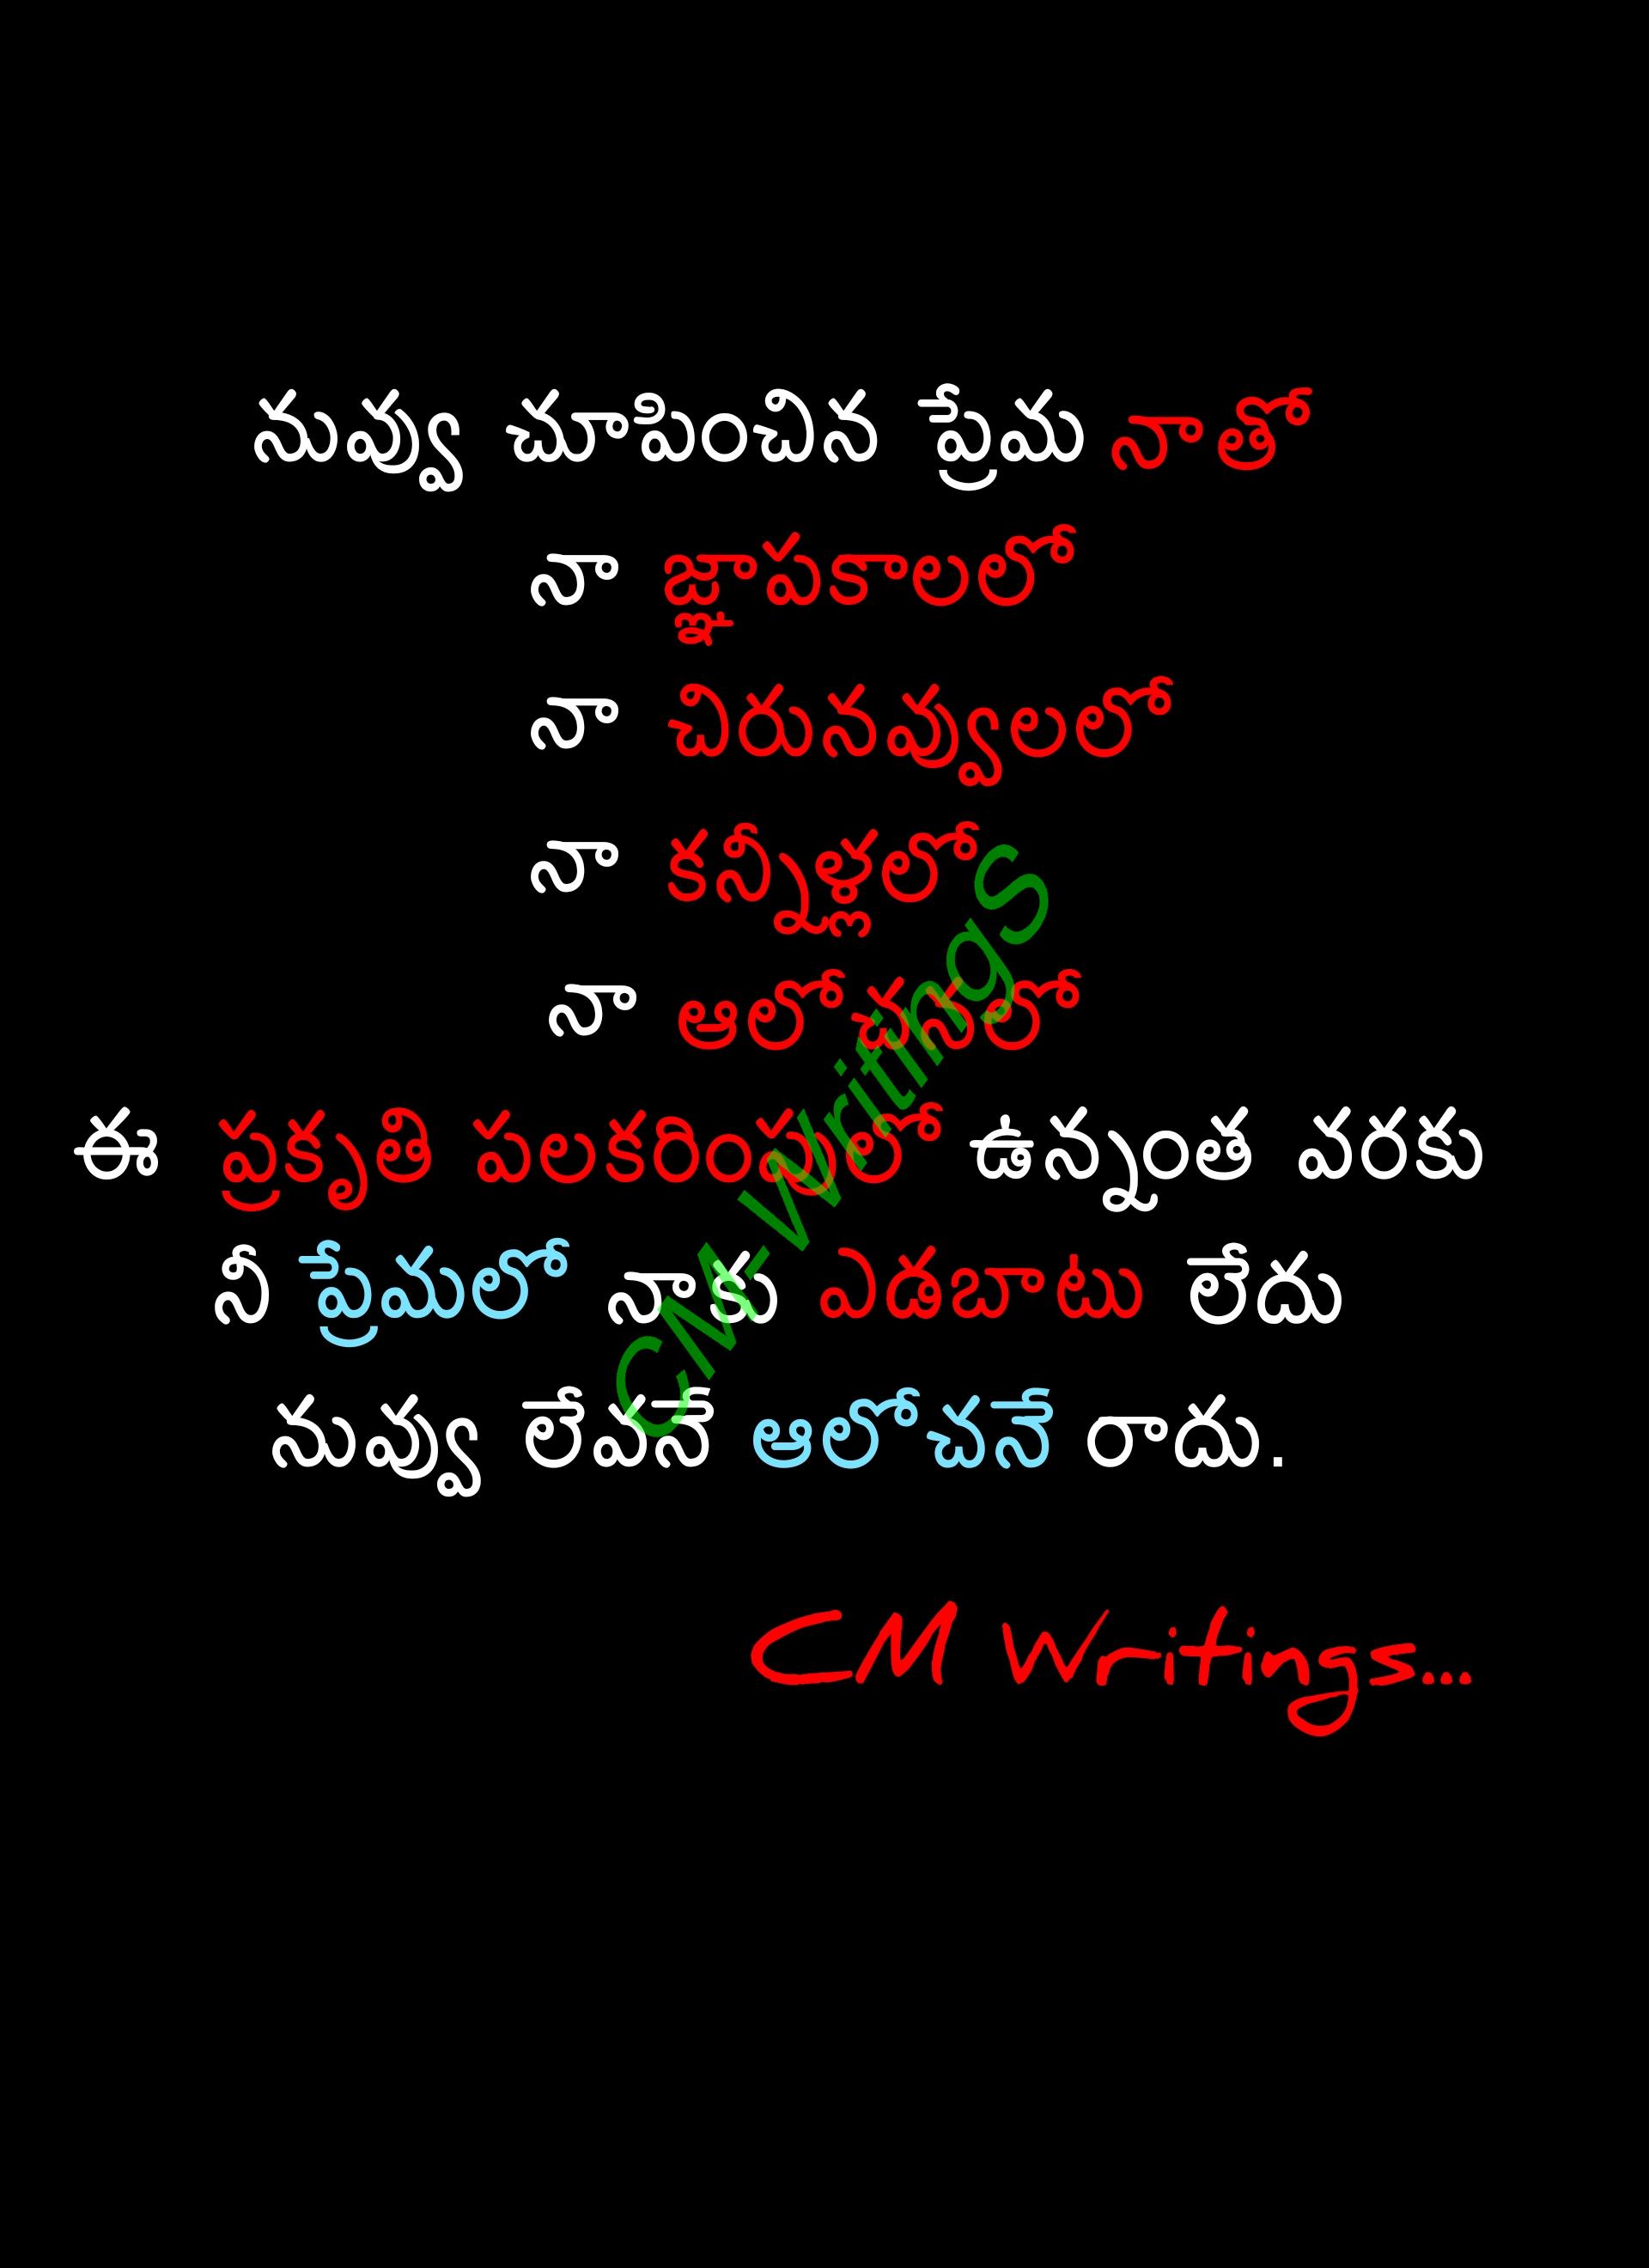 నువ్వు చూపించిన ప్రేమ నాతో
నా జ్ఞాపకాలలో
నా చిరునవ్వులలో
నా కన్నీళ్లలో
నా ఆలోచనలో
ఈ ప్రకృతి పలకరింపులలో ఉన్నంత వరకు
నీ ప్రేమలో నాకు ఎడబాటు లేదు
నువ్వు లేవనే ఆలోచనే రాదు.
CM Writings
CM Writings...